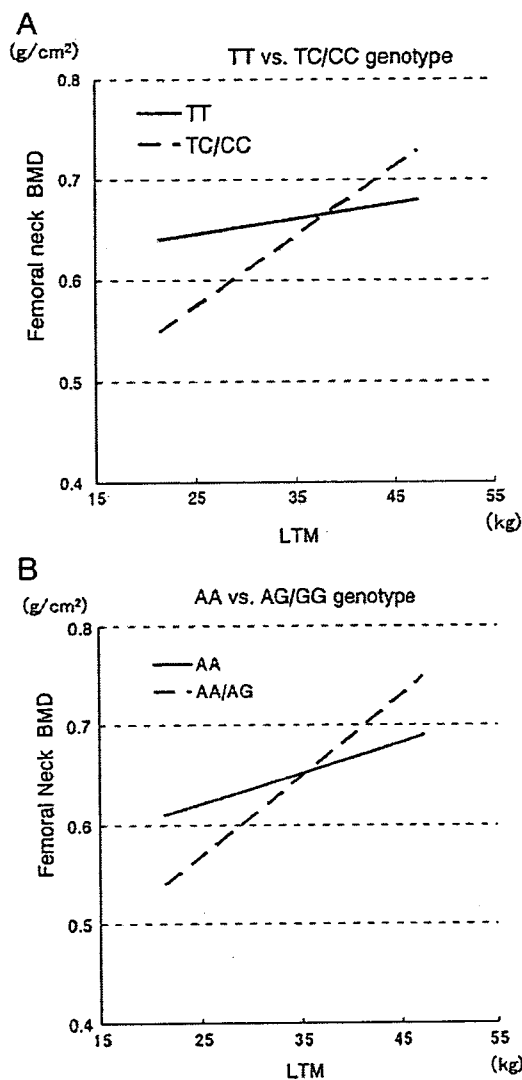 A
(g/cm²)
TT vs. TC/CC genotype
0.8
TT
TC/CC
0.7
0.6
0.5
0.4
Femoral neck BMD
15 25 35 45 55
LTM (kg)
B
(g/cm²)
AA vs. AG/GG genotype
0.8
AA
AA/AG
0.7
0.6
0.5
0.4
Femoral Neck BMD
15 25 35 45 55
LTM (kg)